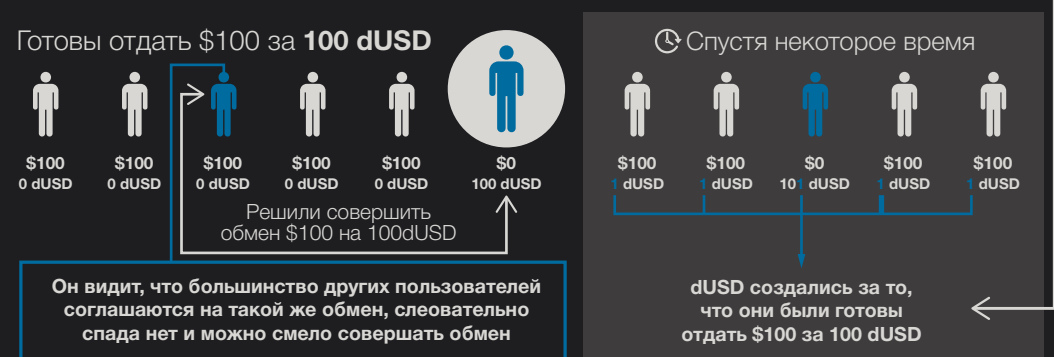 Готовы отдать $100 за 100 dUSD
$100 $100 $100 $100 $100 $0
0 dUSD 0 dUSD 0 dUSD 0 dUSD 0 dUSD 100 dUSD
Решили совершить
обмен $100 на 100dUSD
Он видит, что большинство других пользователей
соглашаются на такой же обмен, слеовательно
спада нет и можно смело совершать обмен
Спустя некоторое время
$100 $100 $0 $100 $100
1 dUSD 1 dUSD 101 dUSD 1 dUSD 1 dUSD
dUSD создались за то,
что они были готовы
отдать $100 за 100 dUSD